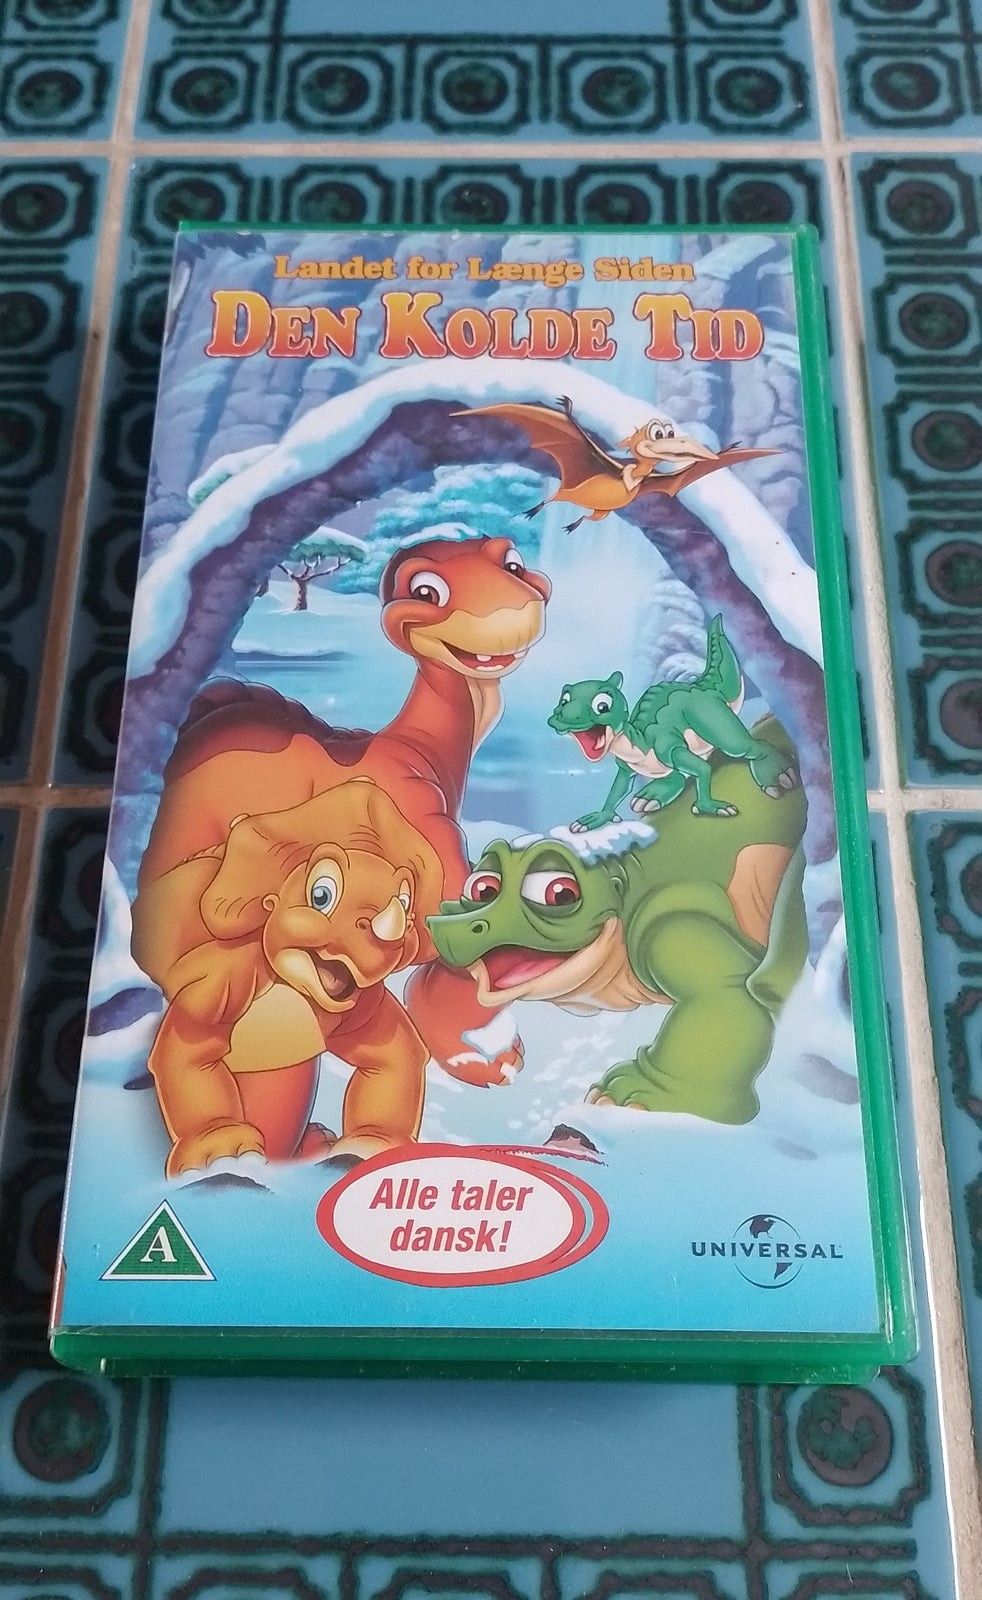 Landet for Længe Siden
DEN KOLDE TID
Alle taler
dansk!
A
UNIVERSAL